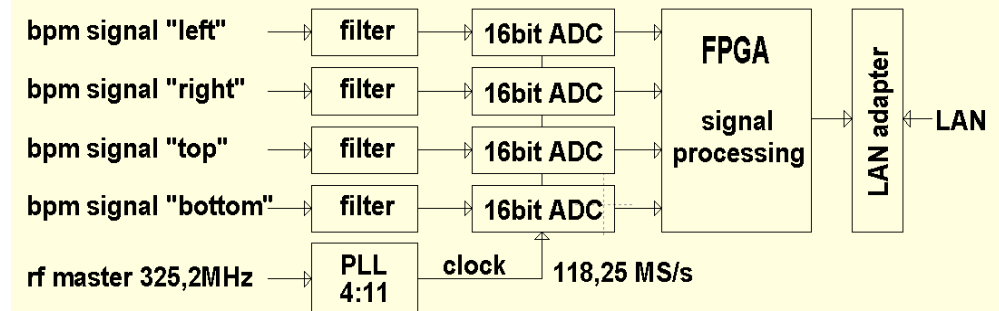 bpm signal "left"
filter
16bit ADC
bpm signal "right"
filter
16bit ADC
bpm signal "top"
filter
16bit ADC
bpm signal "bottom"
filter
16bit ADC
rf master 325,2MHz
PLL
4:11
clock
118,25 MS/s
FPGA
signal
processing
LAN adapter
LAN